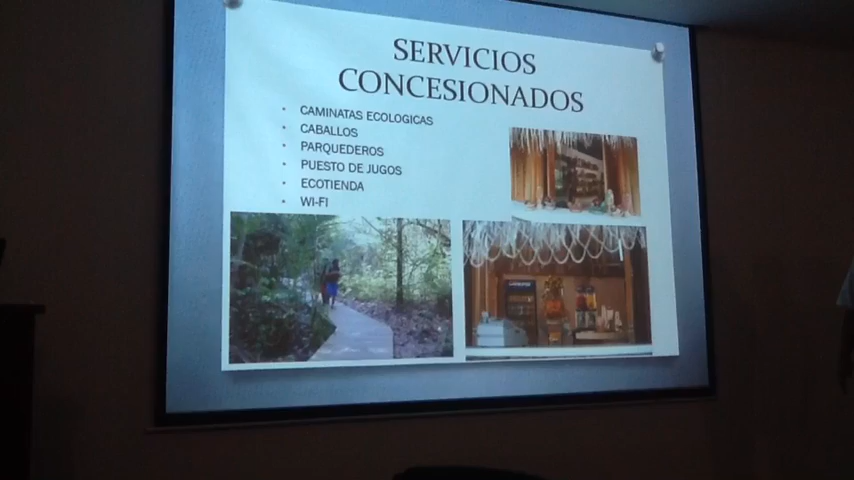 SERVICIOS
CONCESIONADOS
• CAMINATAS ECOLOGICAS
• CABALLOS
• PARQUEDEROS
• PUESTO DE JUGOS
• ECOTIENDA
• WI-FI